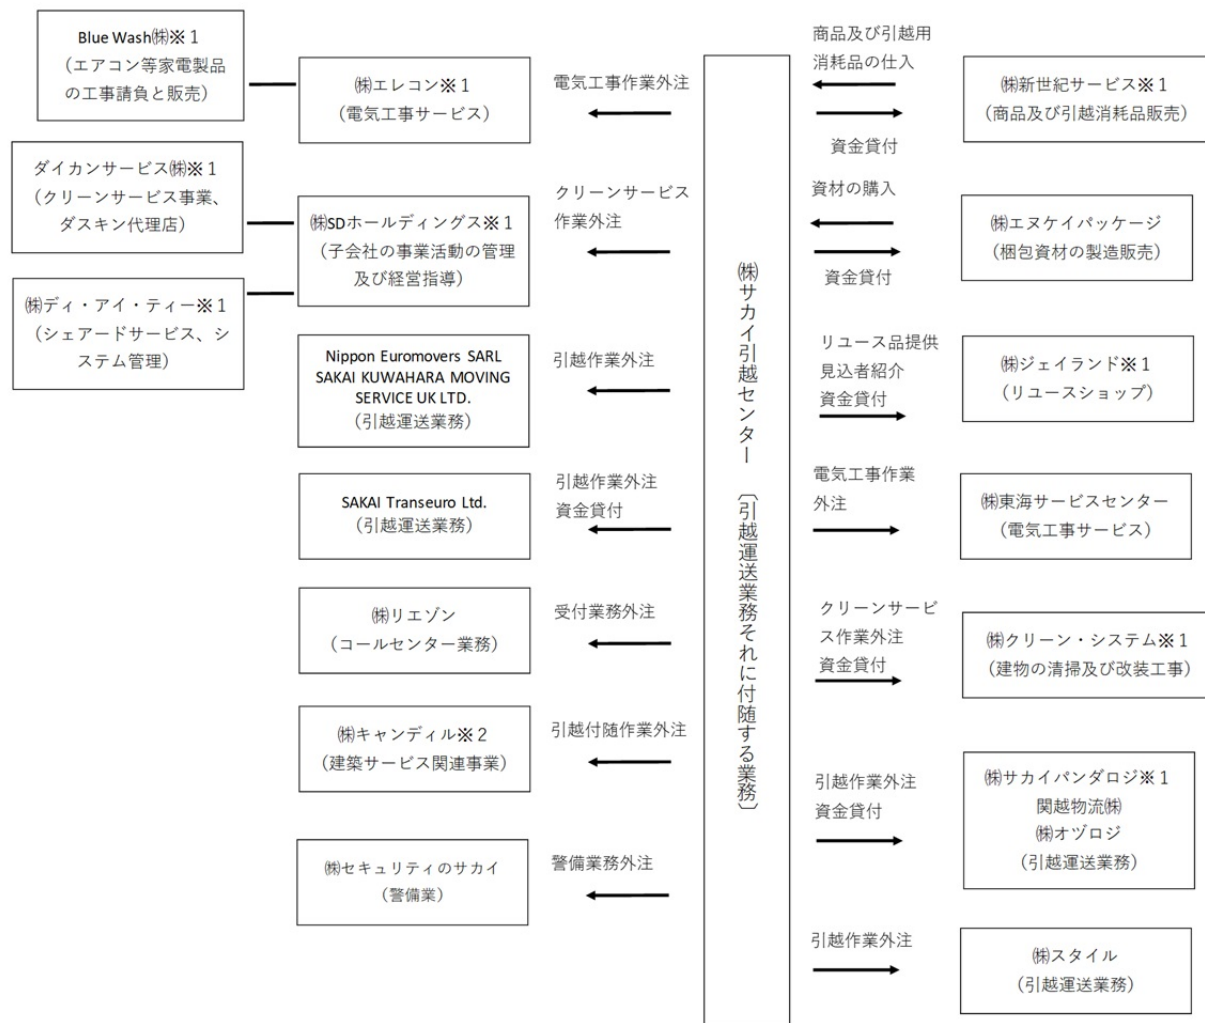 Blue Wash㈱※１
（エアコン等家電製品
の工事請負と販売）
ダイカンサービス㈱※１
（クリーンサービス事業、
ダスキン代理店）
㈱ディ・アイ・ティー※１
（シェアードサービス、シ
ステム管理）
㈱エレコン※１
（電気工事サービス）
㈱SDホールディングス※１
（子会社の事業活動の管理
及び経営指導）
Nippon Euromovers SARL
SAKAI KUWAHARA MOVING
SERVICE UK LTD.
（引越運送業務）
SAKAI Transeuro Ltd.
（引越運送業務）
㈱リエゾン
（コールセンター業務）
㈱キャンディル※２
（建築サービス関連事業）
㈱セキュリティのサカイ
（警備業）
電気工事作業外注
クリーンサービス
作業外注
引越作業外注
引越作業外注
資金貸付
受付業務外注
引越付随作業外注
警備業務外注
㈱サカイ引越センター　〔引越運送業務それに付随する業務〕
商品及び引越用
消耗品の仕入
資金貸付
資材の購入
資金貸付
リユース品提供
見込者紹介
資金貸付
電気工事作業
外注
クリーンサービ
ス作業外注
資金貸付
引越作業外注
資金貸付
引越作業外注
㈱新世紀サービス※１
（商品及び引越消耗品販売）
㈱エヌケイパッケージ
（梱包資材の製造販売）
㈱ジェイランド※１
（リユースショップ）
㈱東海サービスセンター
（電気工事サービス）
㈱クリーン・システム※１
（建物の清掃及び改装工事）
㈱サカイパンダロジ※１
関越物流㈱
㈱オヅロジ
（引越運送業務）
㈱スタイル
（引越運送業務）